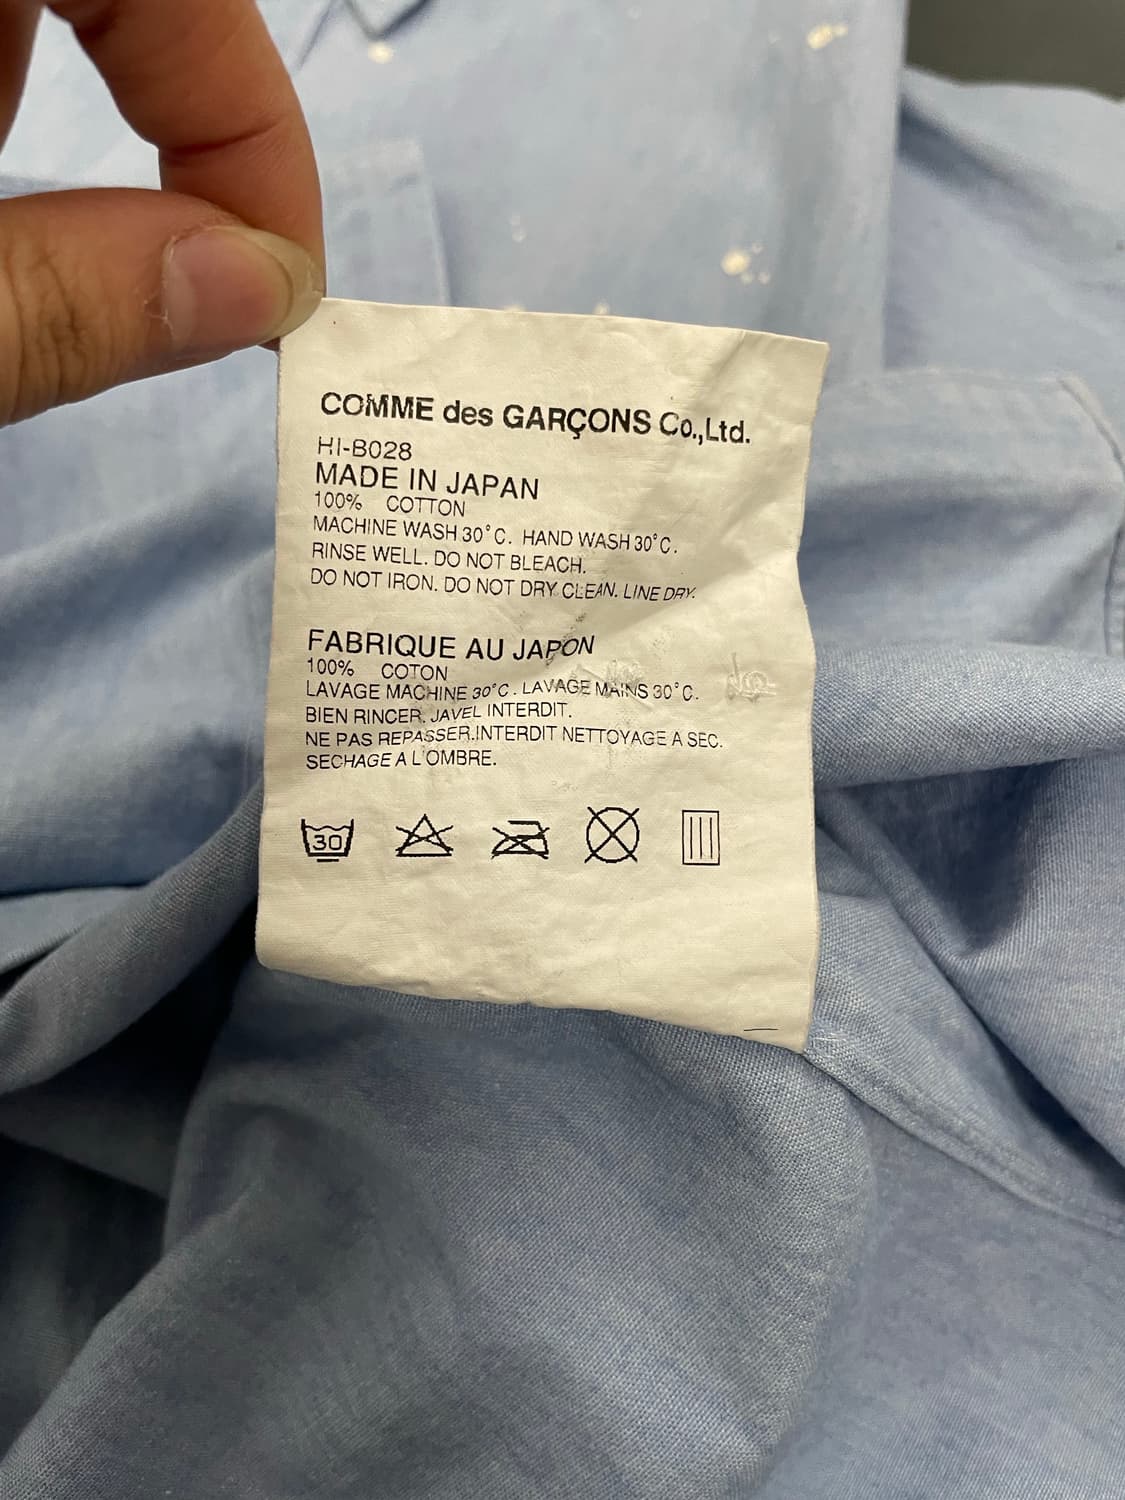 COMME des GARÇONS Co.,Ltd.
HI-B028
MADE IN JAPAN
100% COTTON
MACHINE WASH 30°C. HAND WASH 30°C.
RINSE WELL. DO NOT BLEACH.
DO NOT IRON. DO NOT DRY CLEAN. LINE DRY.
FABRIQUE AU JAPON
100% COTON
LAVAGE MACHINE 30°C. LAVAGE MAINS 30°C.
BIEN RINCER. JAVEL INTERDIT.
NE PAS REPASSER.INTERDIT NETTOYAGE A SEC.
SECHAGE A L'OMBRE.
30